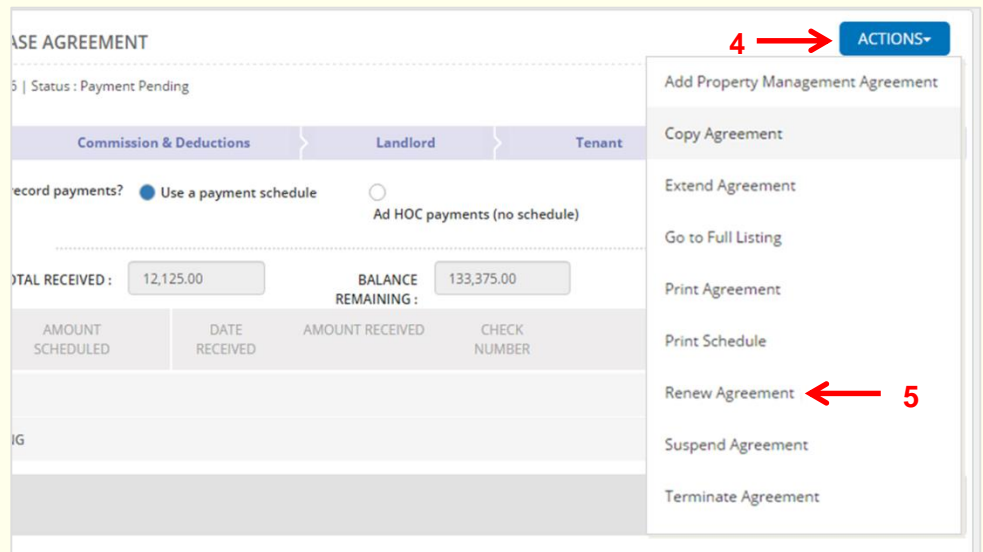 ASE AGREEMENT
4
ACTIONS
5 | Status : Payment Pending
Commission & Deductions
Landlord
Tenant
record payments?
Use a payment schedule
Ad HOC payments (no schedule)
OTAL RECEIVED :
12,125.00
BALANCE
REMAINING :
133,375.00
AMOUNT
SCHEDULED
DATE
RECEIVED
AMOUNT RECEIVED
CHECK
NUMBER
NG
Add Property Management Agreement
Copy Agreement
Extend Agreement
Go to Full Listing
Print Agreement
Print Schedule
Renew Agreement
5
Suspend Agreement
Terminate Agreement